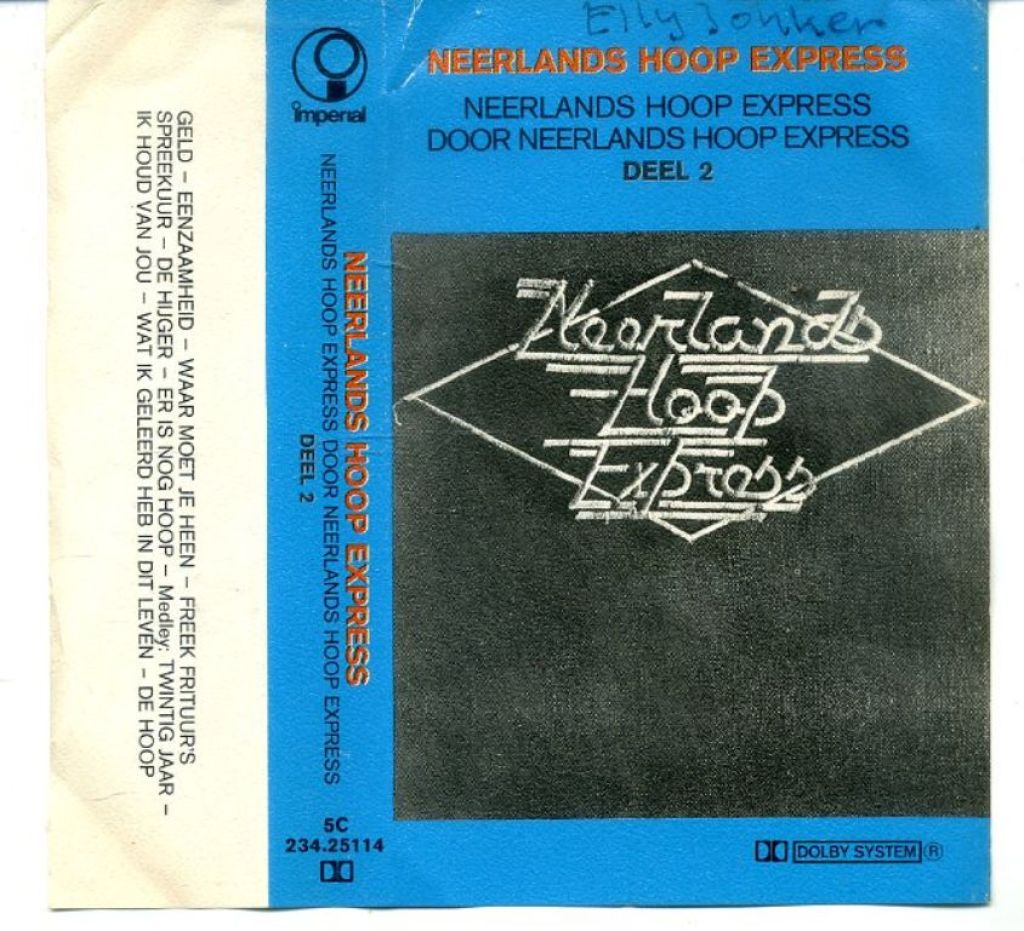 GELD – EENZAAMHEID – WAAR MOET JE HEEN – FREEK FRITUUR'S
SPREEKUUR – DE HIJGER – ER IS NOG HOOP – Medley: TWINTIG JAAR –
IK HOUD VAN JOU – WAT IK GELEERD HEB IN DIT LEVEN – DE HOOP
imperial
NEERLANDS HOOP EXPRESS
NEERLANDS HOOP EXPRESS DOOR NEERLANDS HOOP EXPRESS
DEEL 2
5C
234.25114
Elly Jonker
NEERLANDS HOOP EXPRESS
NEERLANDS HOOP EXPRESS
DOOR NEERLANDS HOOP EXPRESS
DEEL 2
Neerlands
Hoop
Express
DOLBY SYSTEM ®